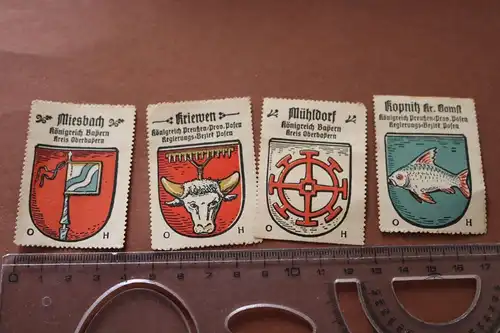 Miesbach
Königreich Bayern
Kreis Oberbayern
O H
Kriewen
Königreich Preußen-Prov. Posen
Regierungs-Bezirk Posen
O H
Mühldorf
Königreich Bayern
Kreis Oberbayern
O H
Kopnitz Kr. Bomst
Königreich Preußen-Prov. Posen
Regierungs-Bezirk Posen
O H